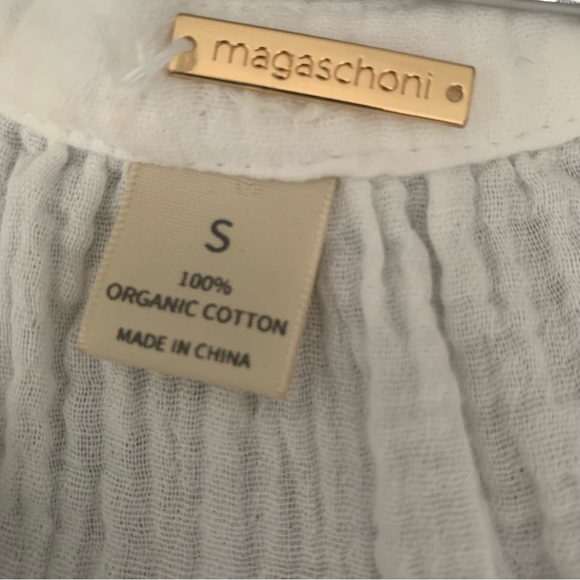 magaschoni
S
100%
ORGANIC COTTON
MADE IN CHINA